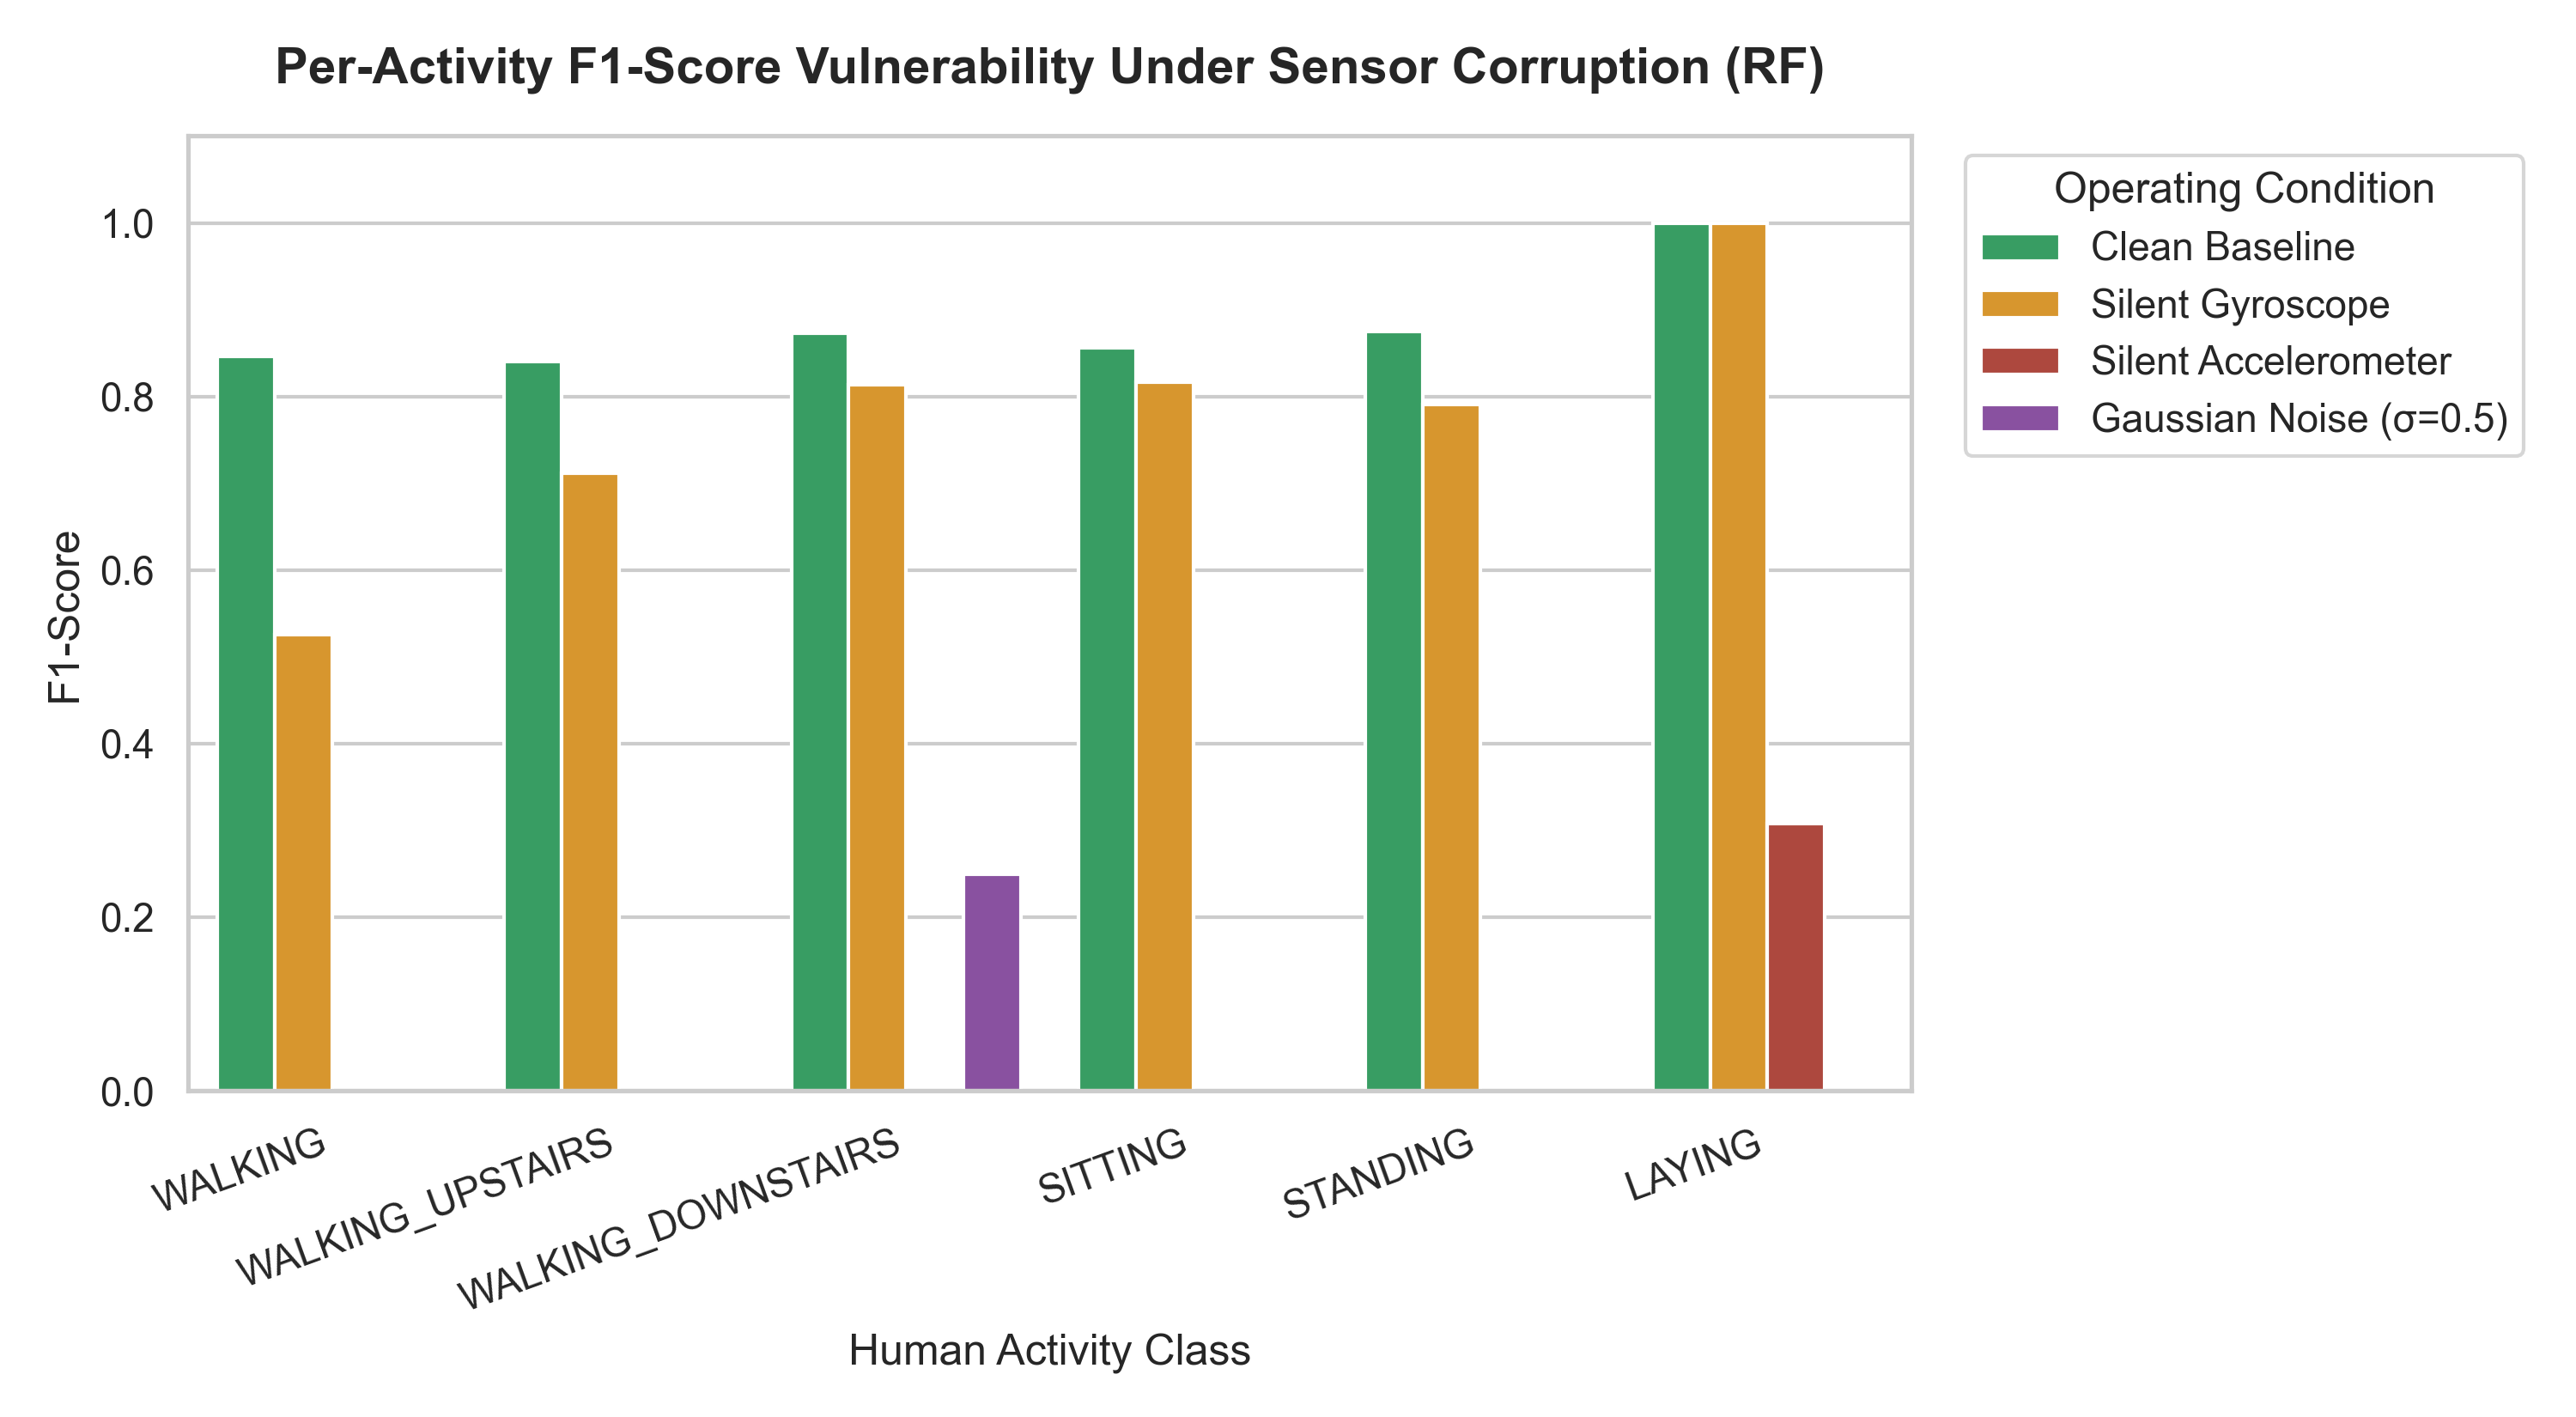 Per-Activity F1-Score Vulnerability Under Sensor Corruption (RF)
Operating Condition
Clean Baseline
Silent Gyroscope
Silent Accelerometer
Gaussian Noise (σ=0.5)
F1-Score
1.0
0.8
0.6
0.4
0.2
0.0
WALKING
WALKING_UPSTAIRS
WALKING_DOWNSTAIRS
SITTING
STANDING
LAYING
Human Activity Class